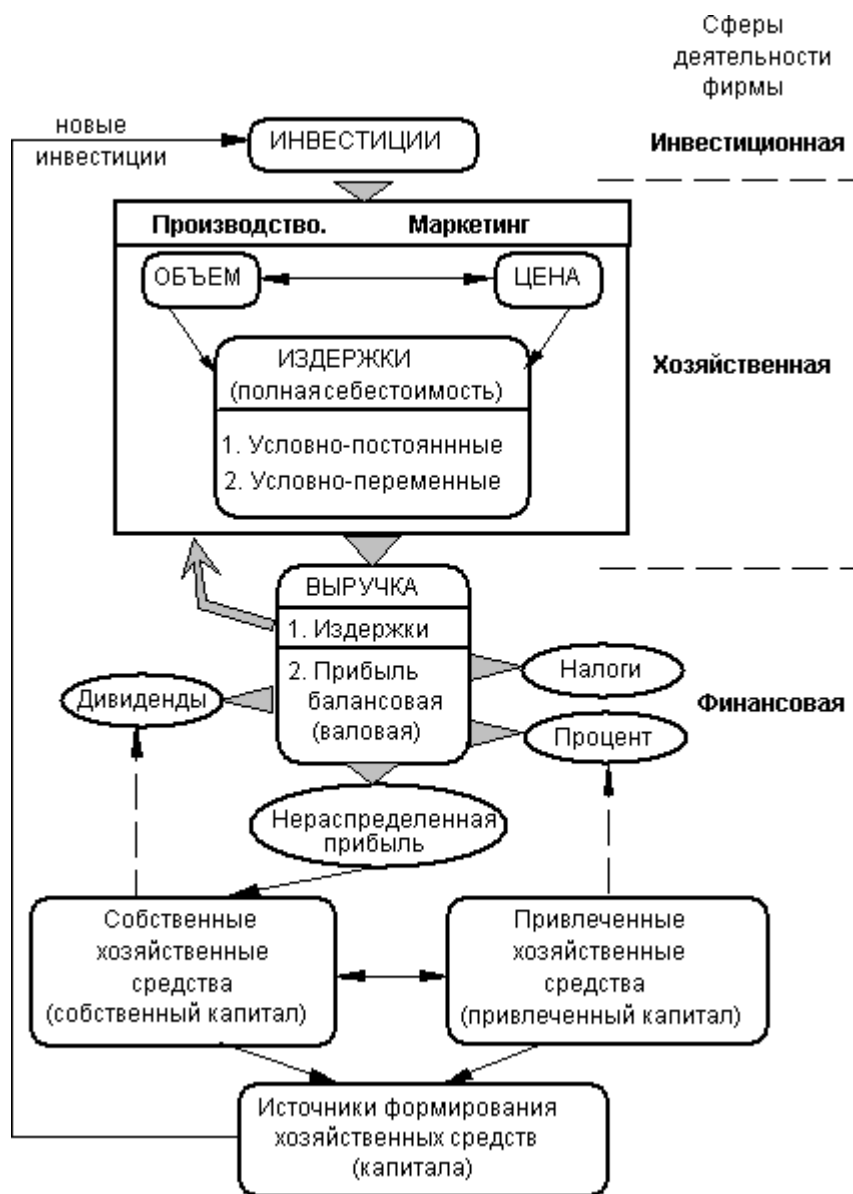 Сферы
деятельности
фирмы
новые
инвестиции
ИНВЕСТИЦИИ
Инвестиционная
Производство. Маркетинг
ОБЪЕМ
ЦЕНА
ИЗДЕРЖКИ
(полная себестоимость)
1. Условно-постояннные
2. Условно-переменные
Хозяйственная
ВЫРУЧКА
1. Издержки
2. Прибыль
балансовая
(валовая)
Налоги
Дивиденды
Процент
Финансовая
Нераспределенная
прибыль
Собственные
хозяйственные
средства
(собственный капитал)
Привлеченные
хозяйственные
средства
(привлеченный капитал)
Источники формирования
хозяйственных средств
(капитала)